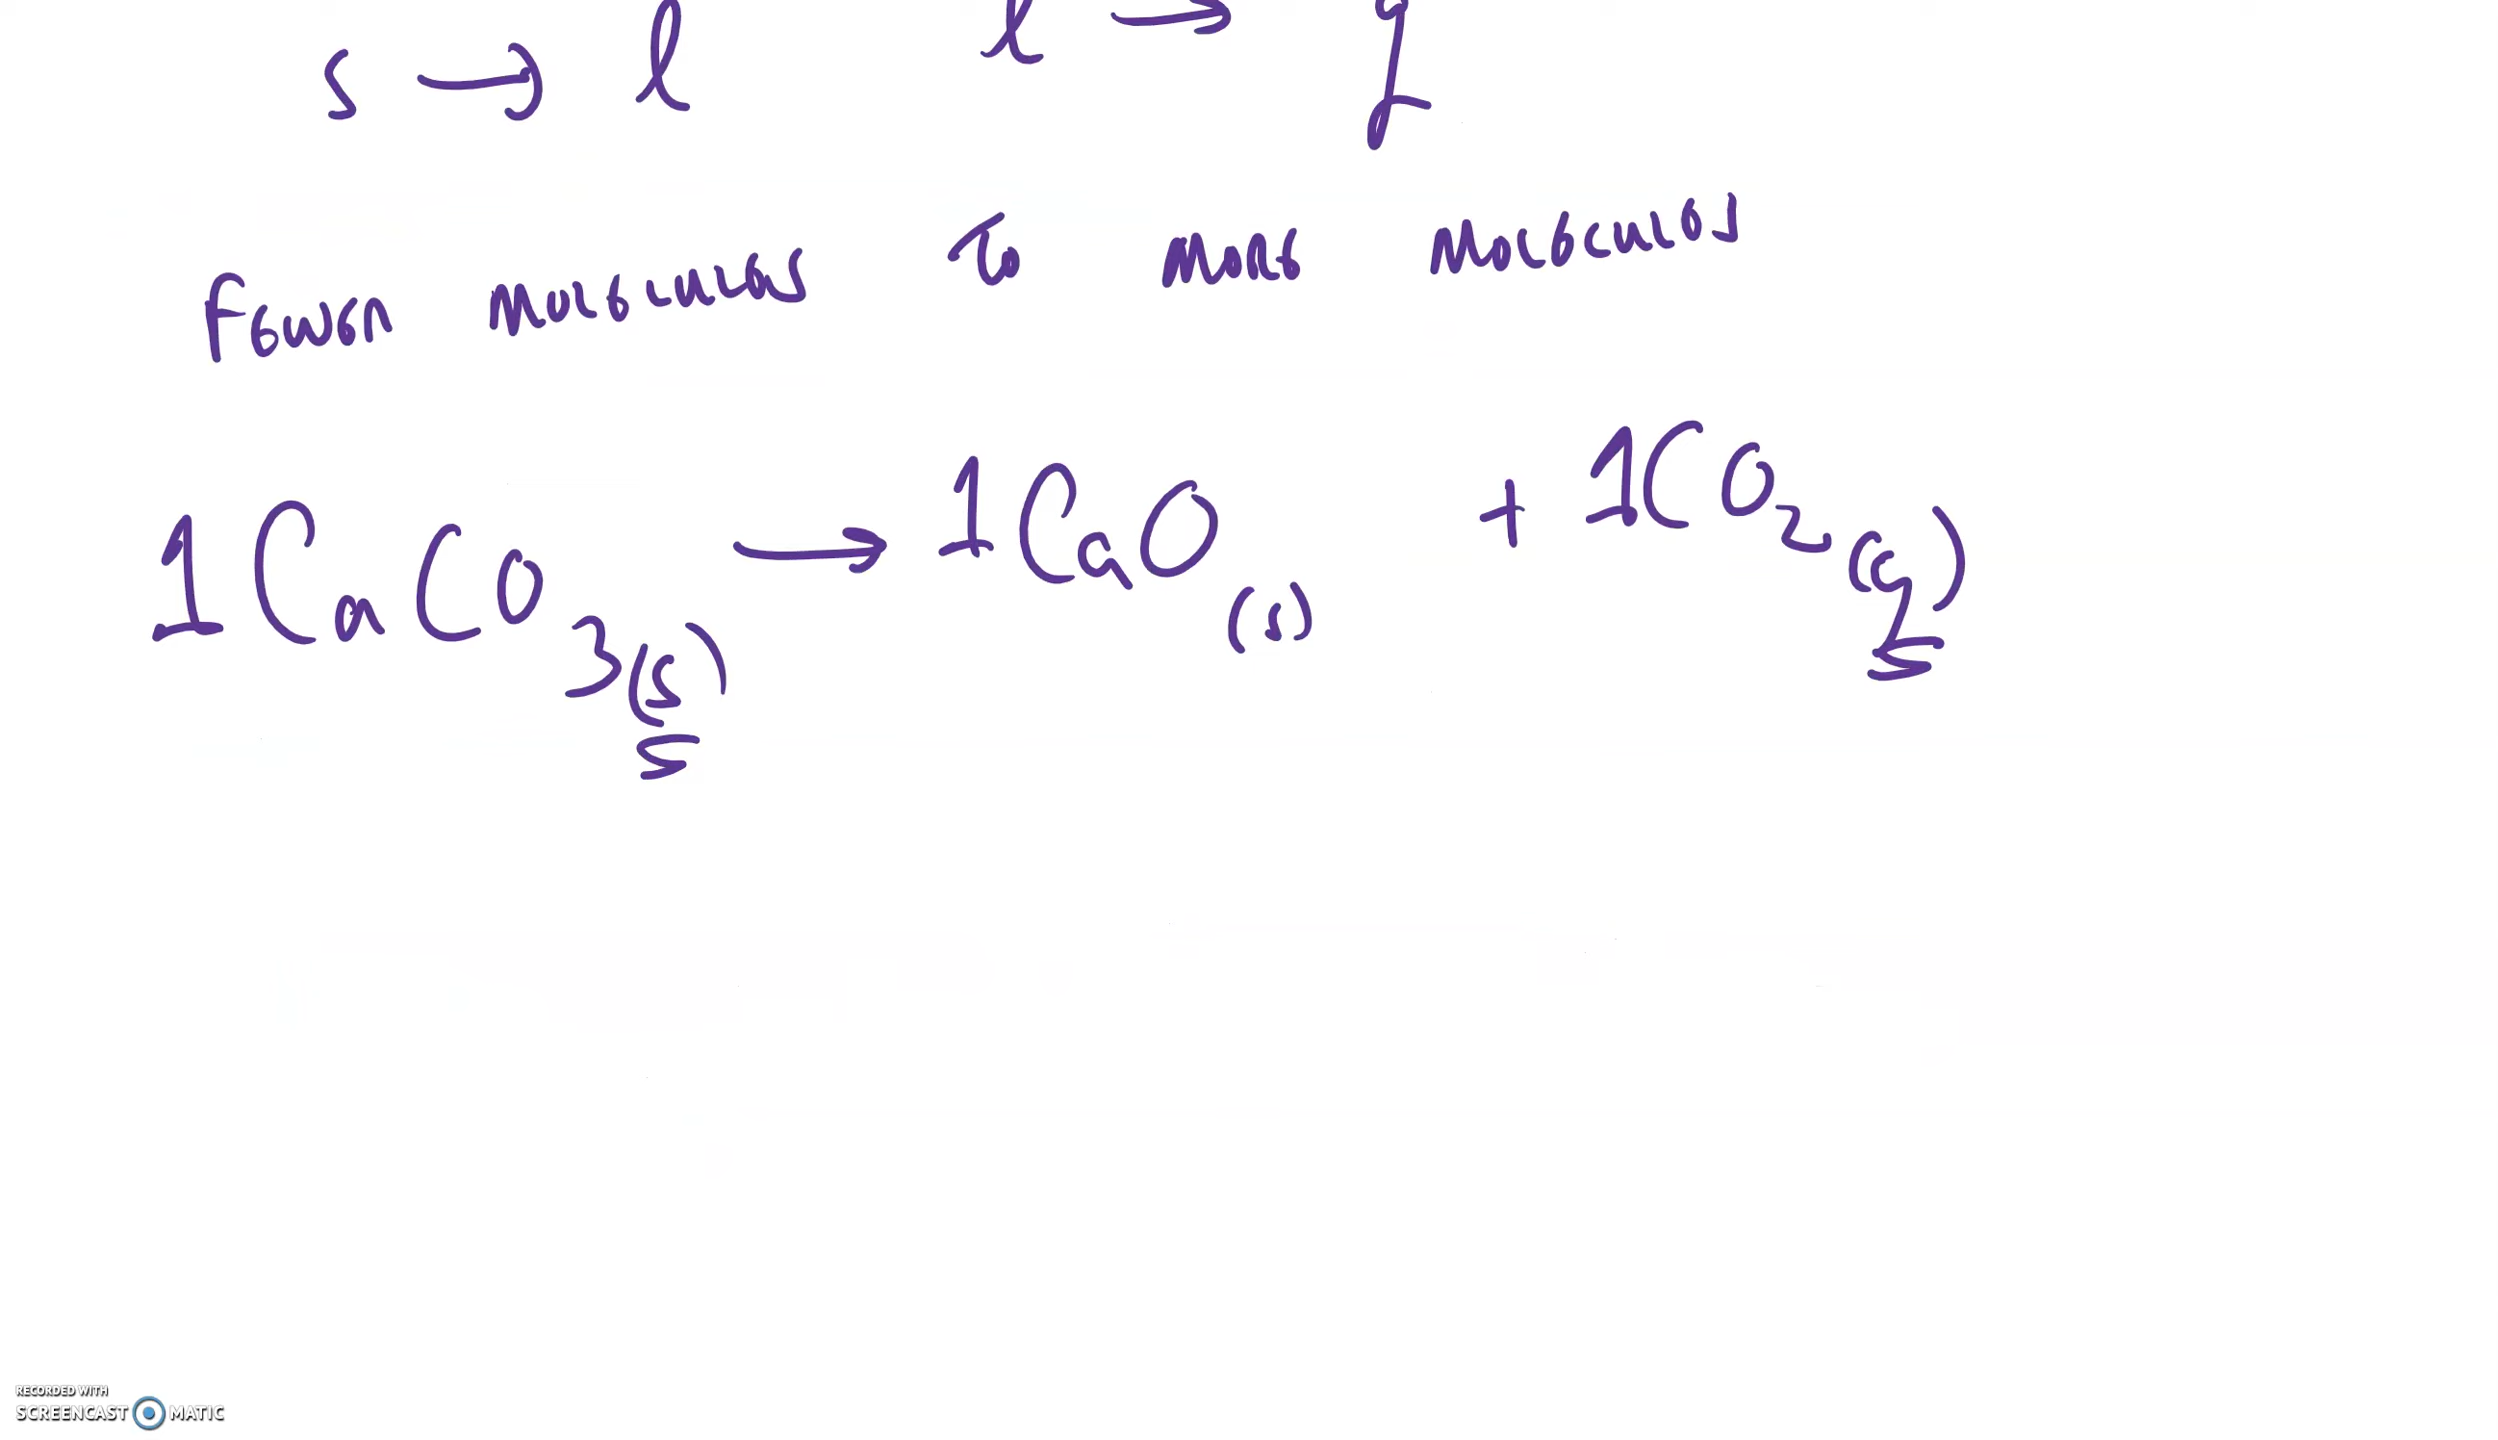 l → g
s → l
Fewer Molecules To More Molecules
1CaCO3(s) → 1CaO(s) + 1CO2(g)
RECORDED WITH
SCREENCAST MATIC